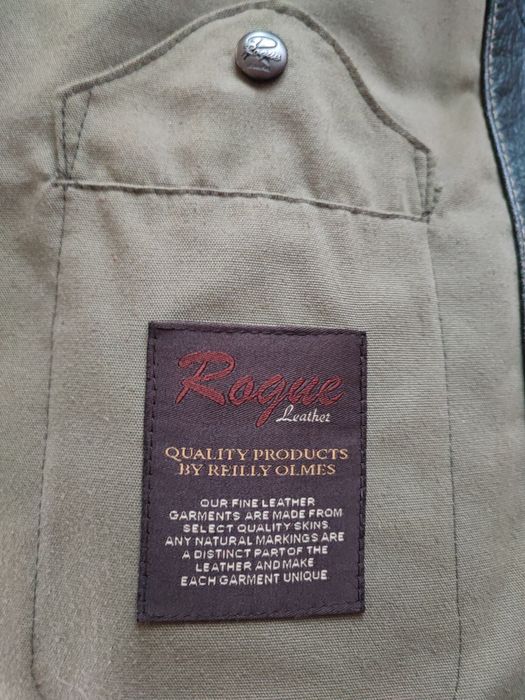 Rogue
Leather
QUALITY PRODUCTS
BY REILLY OLMES
OUR FINE LEATHER
GARMENTS ARE MADE FROM
SELECT QUALITY SKINS.
ANY NATURAL MARKINGS ARE
A DISTINCT PART OF THE
LEATHER AND MAKE
EACH GARMENT UNIQUE.